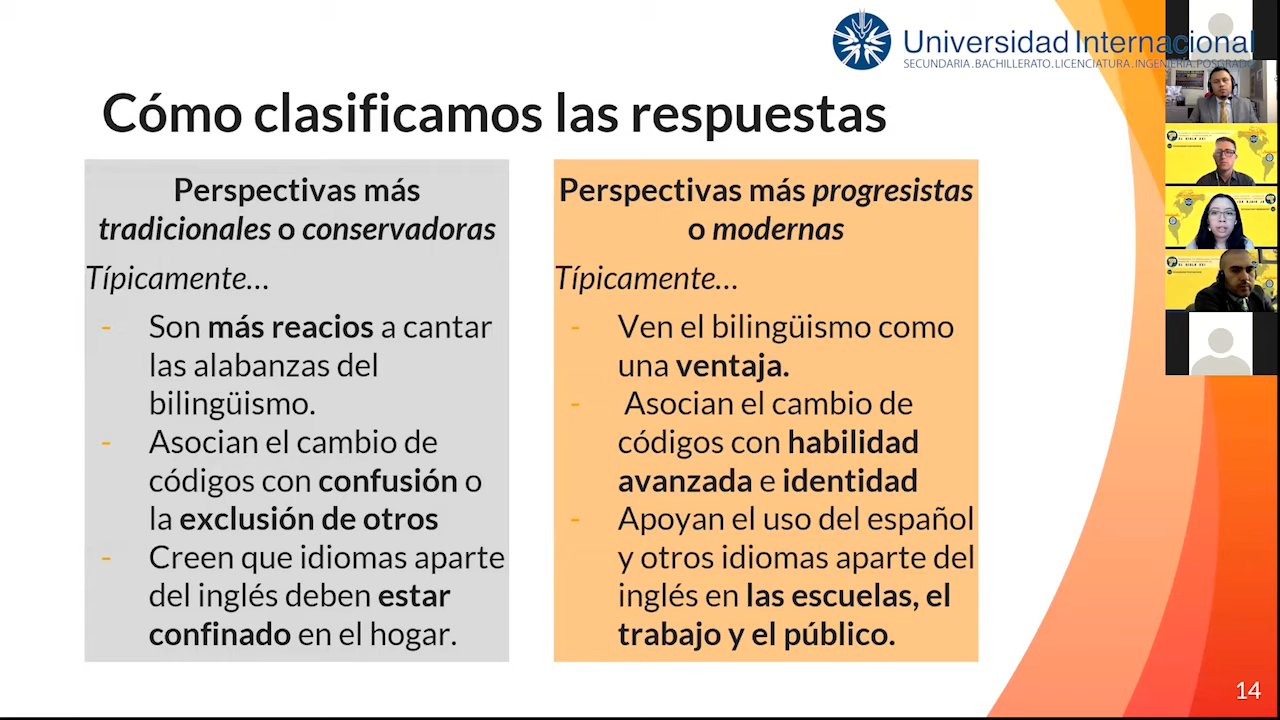 Universidad Internacional
SECUNDARIA.BACHILLERATO.LICENCIATURA.INGENIERÍA.POSGRADO
Cómo clasificamos las respuestas
Perspectivas más
tradicionales o conservadoras
Típicamente...
- Son más reacios a cantar
las alabanzas del
bilingüismo.
- Asocian el cambio de
códigos con confusión o
la exclusión de otros
- Creen que idiomas aparte
del inglés deben estar
confinado en el hogar.
Perspectivas más progresistas
o modernas
Típicamente...
- Ven el bilingüismo como
una ventaja.
- Asocian el cambio de
códigos con habilidad
avanzada e identidad
- Apoyan el uso del español
y otros idiomas aparte del
inglés en las escuelas, el
trabajo y el público.
14